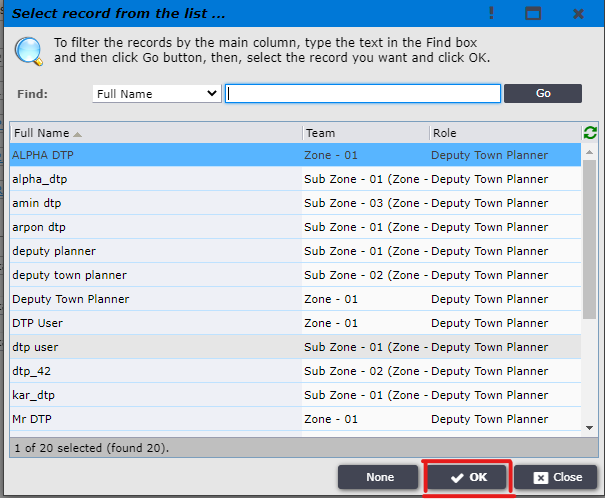 Select record from the list ...
To filter the records by the main column, type the text in the Find box
and then click Go button, then, select the record you want and click OK.
Find: Full Name Go
Full Name Team Role
ALPHA DTP Zone - 01 Deputy Town Planner
alpha_dtp Sub Zone - 01 (Zone - Deputy Town Planner
amin dtp Sub Zone - 03 (Zone - Deputy Town Planner
arpon dtp Sub Zone - 01 (Zone - Deputy Town Planner
deputy planner Sub Zone - 01 (Zone - Deputy Town Planner
deputy town planner Sub Zone - 02 (Zone - Deputy Town Planner
Deputy Town Planner Zone - 01 Deputy Town Planner
DTP User Zone - 01 Deputy Town Planner
dtp user Sub Zone - 01 (Zone - Deputy Town Planner
dtp_42 Sub Zone - 02 (Zone - Deputy Town Planner
kar_dtp Sub Zone - 01 (Zone - Deputy Town Planner
Mr DTP Zone - 01 Deputy Town Planner
1 of 20 selected (found 20).
None OK Close